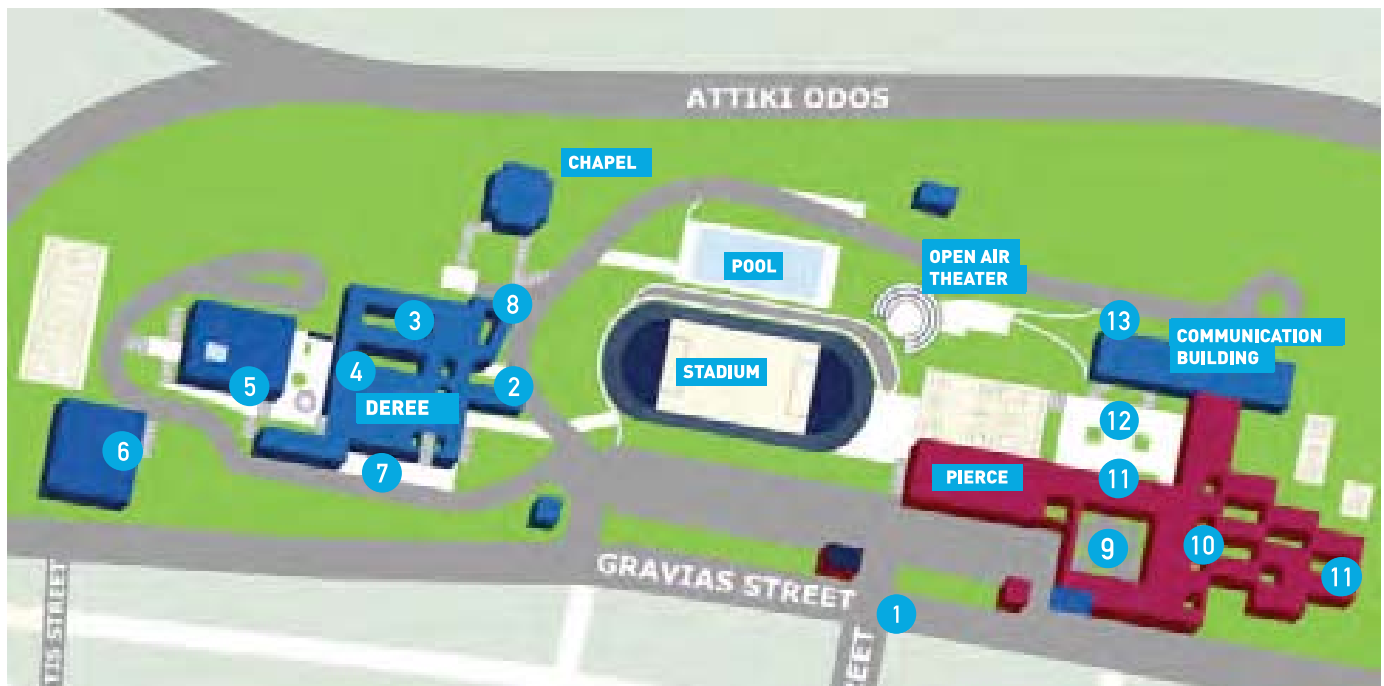 ATTIKI ODOS
CHAPEL
OPEN AIR
THEATER
POOL
8
3
13
COMMUNICATION
BUILDING
4
STADIUM
5
2
DEREE
12
6
7
PIERCE
11
9
10
11
GRAVIAS STREET
1
STREET